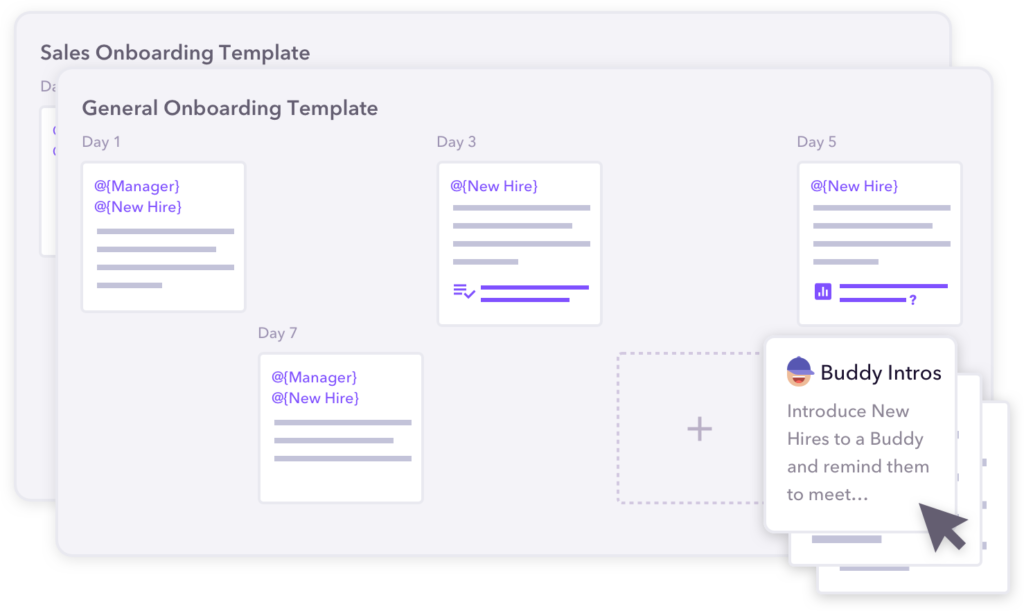 Sales Onboarding Template
Da
General Onboarding Template
Day 1
Day 3
Day 5
@{Manager}
@{New Hire}
@{New Hire}
@{New Hire}
?
Day 7
@{Manager}
@{New Hire}
Buddy Intros
Introduce New
Hires to a Buddy
and remind them
to meet...